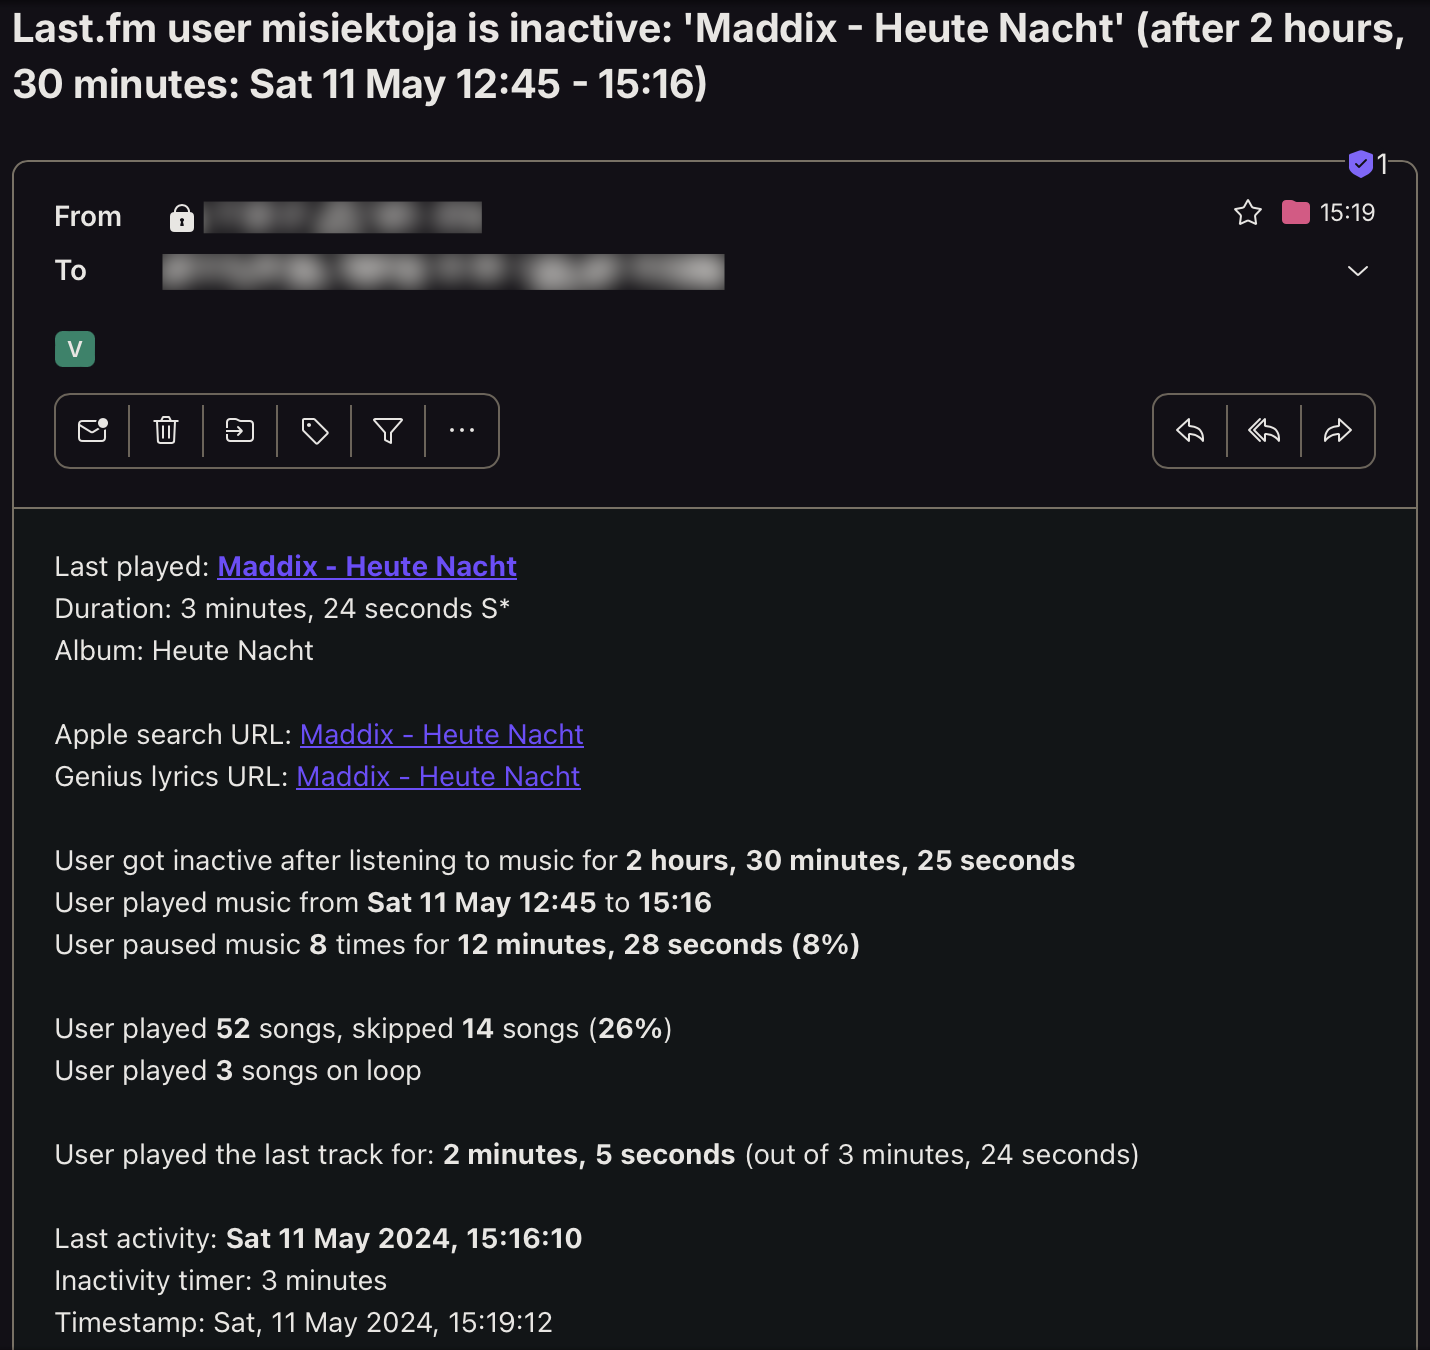 Last.fm user misiektoja is inactive: 'Maddix - Heute Nacht' (after 2 hours,
30 minutes: Sat 11 May 12:45 - 15:16)
1
From
15:19
To
V
Last played: Maddix - Heute Nacht
Duration: 3 minutes, 24 seconds S*
Album: Heute Nacht
Apple search URL: Maddix - Heute Nacht
Genius lyrics URL: Maddix - Heute Nacht
User got inactive after listening to music for 2 hours, 30 minutes, 25 seconds
User played music from Sat 11 May 12:45 to 15:16
User paused music 8 times for 12 minutes, 28 seconds (8%)
User played 52 songs, skipped 14 songs (26%)
User played 3 songs on loop
User played the last track for: 2 minutes, 5 seconds (out of 3 minutes, 24 seconds)
Last activity: Sat 11 May 2024, 15:16:10
Inactivity timer: 3 minutes
Timestamp: Sat, 11 May 2024, 15:19:12